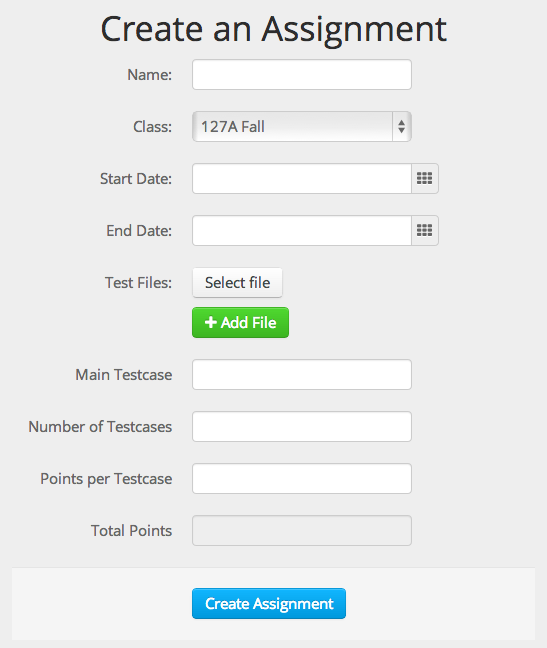 Create an Assignment
Name:
Class: 127A Fall
Start Date:
End Date:
Test Files: Select file
+ Add File
Main Testcase
Number of Testcases
Points per Testcase
Total Points
Create Assignment